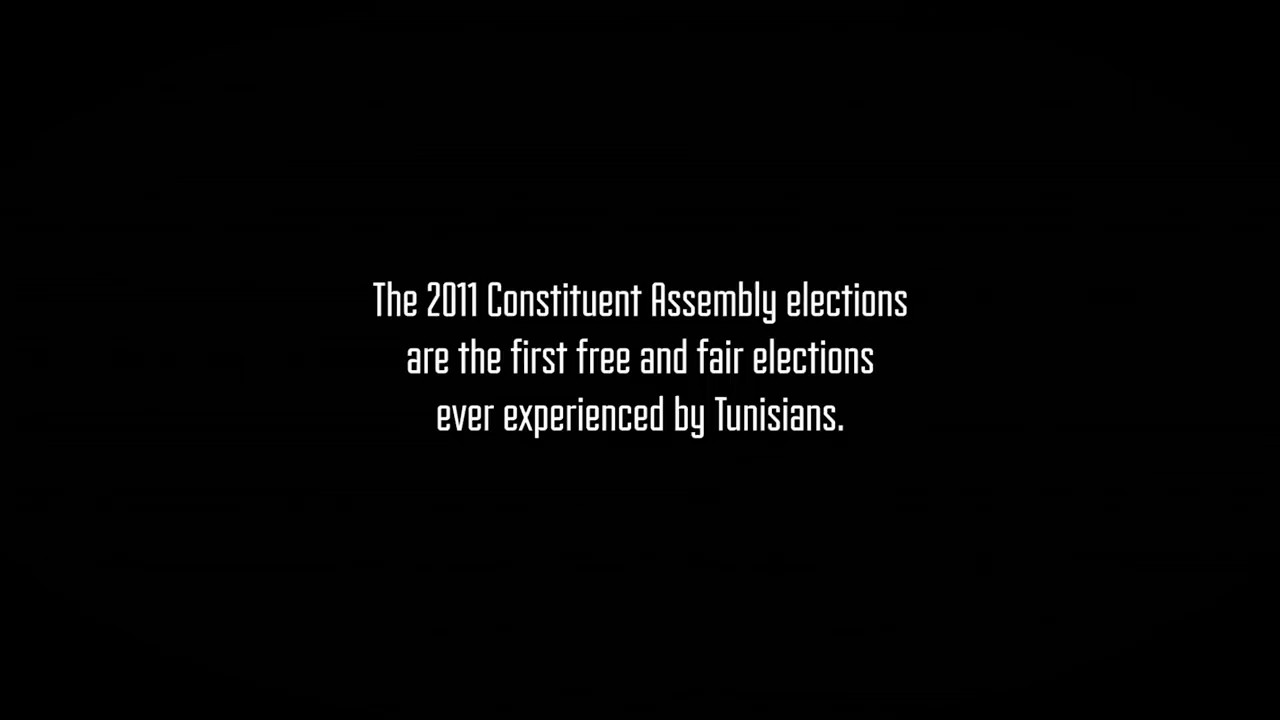 The 2011 Constituent Assembly elections
are the first free and fair elections
ever experienced by Tunisians.